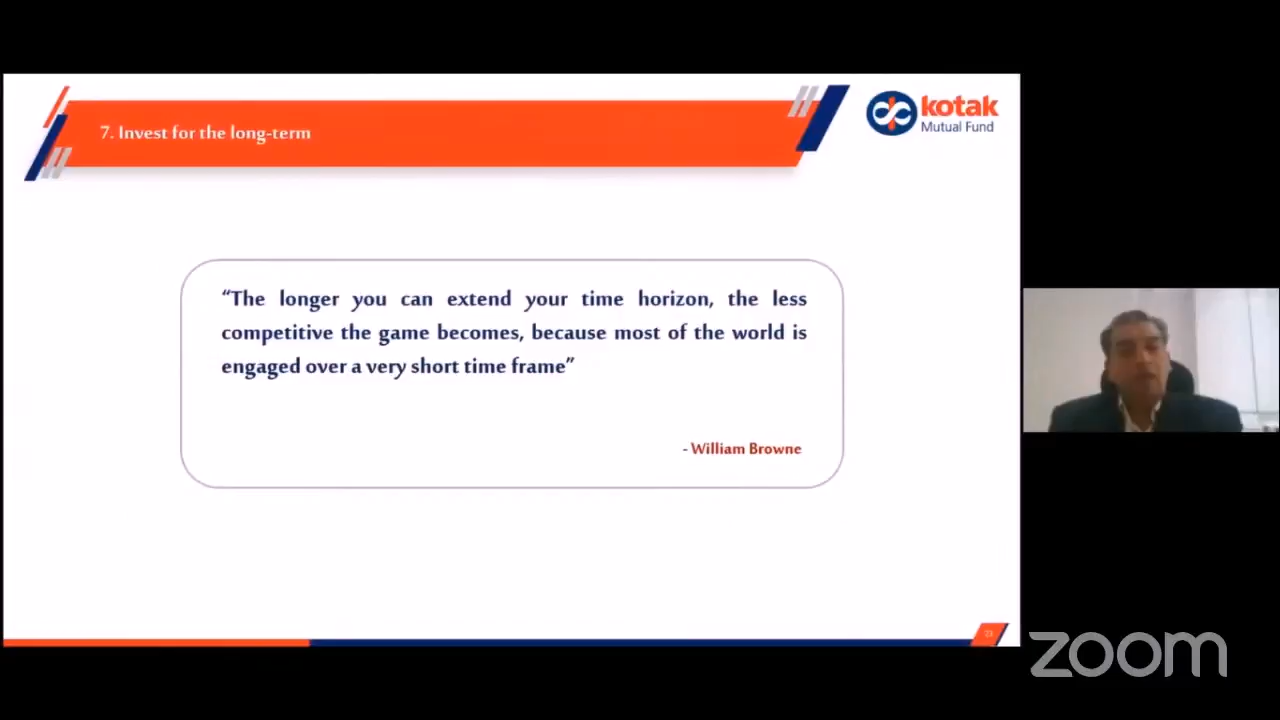 7. Invest for the long-term
kotak
Mutual Fund
“The longer you can extend your time horizon, the less
competitive the game becomes, because most of the world is
engaged over a very short time frame”
- William Browne
zoom